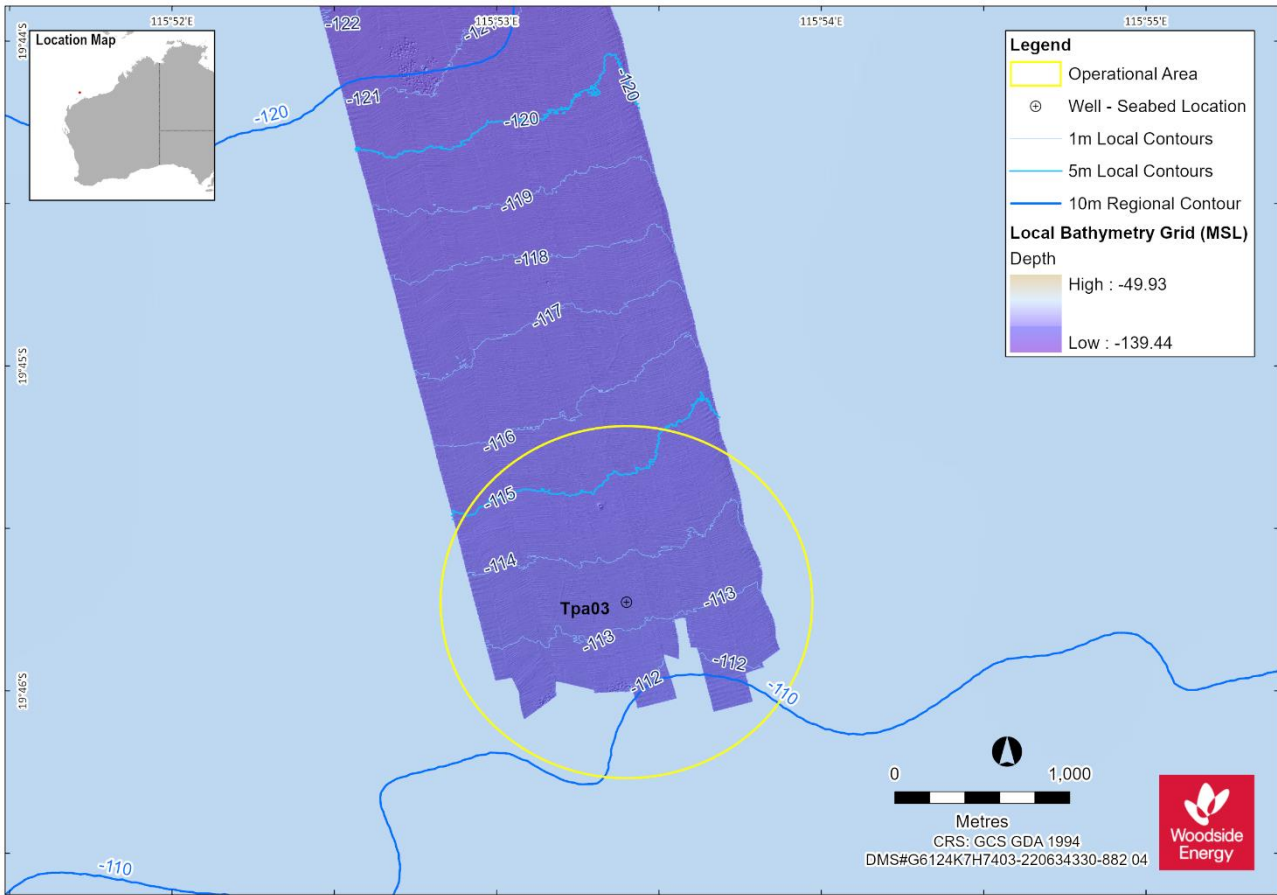 115°52'E
115°53'E
115°54'E
115°55'E
19°44'S
19°45'S
19°46'S
Location Map
Legend
Operational Area
Well - Seabed Location
1m Local Contours
5m Local Contours
10m Regional Contour
Local Bathymetry Grid (MSL)
Depth
High : -49.93
Low : -139.44
-122
-121
-121
-120
-120
-120
-119
-118
-117
-116
-115
-114
Tpa03
-113
-113
-112
-112
-110
-110
0
1,000
Metres
CRS: GCS GDA 1994
DMS#G6124K7H7403-220634330-882 04
Woodside
Energy